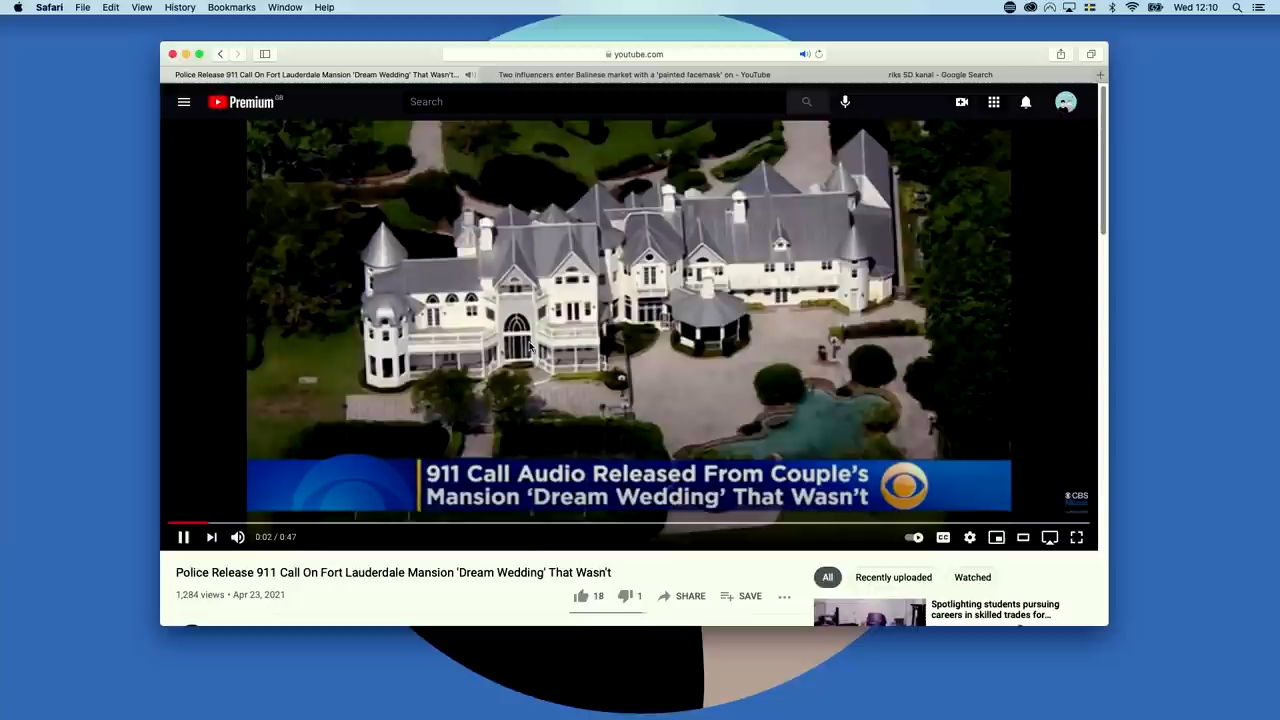 Safari File Edit View History Bookmarks Window Help Wed 12:10
youtube.com
Police Release 911 Call On Fort Lauderdale Mansion 'Dream Wedding' That Wasn't... Two influencers enter Balinese market with a 'painted facemask' on - YouTube riks SD kanal - Google Search
Premium GB Search
911 Call Audio Released From Couple's
Mansion 'Dream Wedding' That Wasn't
CBS
0:02 / 0:47 CC
Police Release 911 Call On Fort Lauderdale Mansion 'Dream Wedding' That Wasn't
1,284 views • Apr 23, 2021
18 1 SHARE SAVE
All Recently uploaded Watched
Spotlighting students pursuing
careers in skilled trades for...